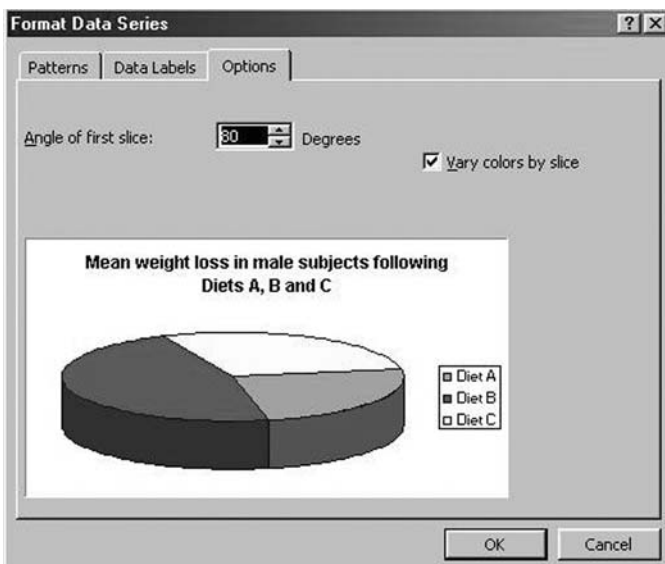 Format Data Series
Patterns
Data Labels
Options
Angle of first slice:
80
Degrees
Vary colors by slice
Mean weight loss in male subjects following
Diets A, B and C
Diet A
Diet B
Diet C
OK
Cancel